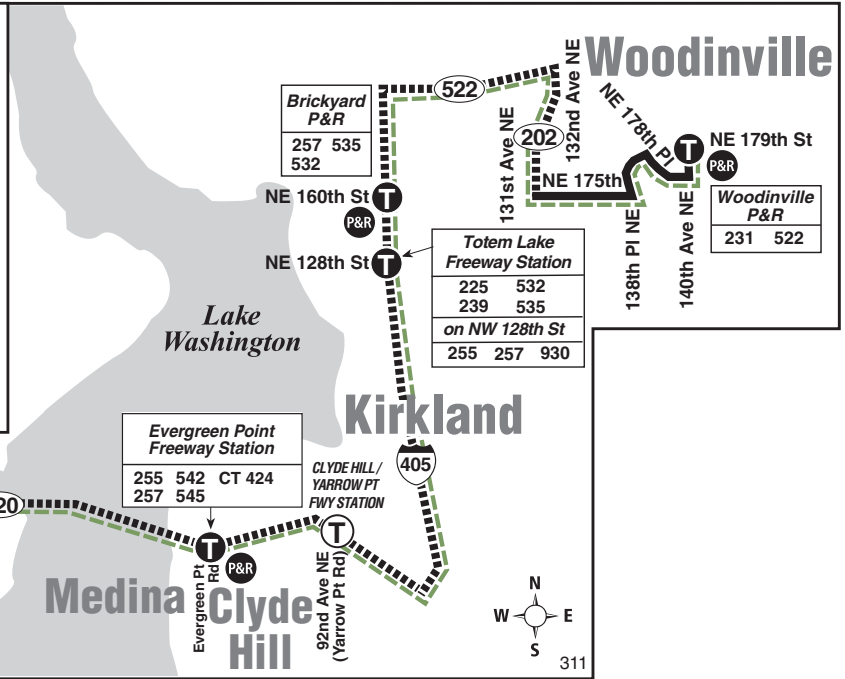 Woodinville
522
Brickyard
P&R
257 535
532
132nd Ave NE
131st Ave NE
202
NE 178th Pl
T
NE 179th St
P&R
NE 175th
138th Pl NE
140th Ave NE
Woodinville
P&R
231 522
NE 160th St
T
P&R
NE 128th St
T
Totem Lake
Freeway Station
225 532
239 535
on NW 128th St
255 257 930
Lake
Washington
Kirkland
405
Evergreen Point
Freeway Station
255 542 CT 424
257 545
CLYDE HILL/
YARROW PT
FWY STATION
T
20
T
P&R
Evergreen Pt
Rd
92nd Ave NE
(Yarrow Pt Rd)
Medina
Clyde
Hill
N
W E
S
311